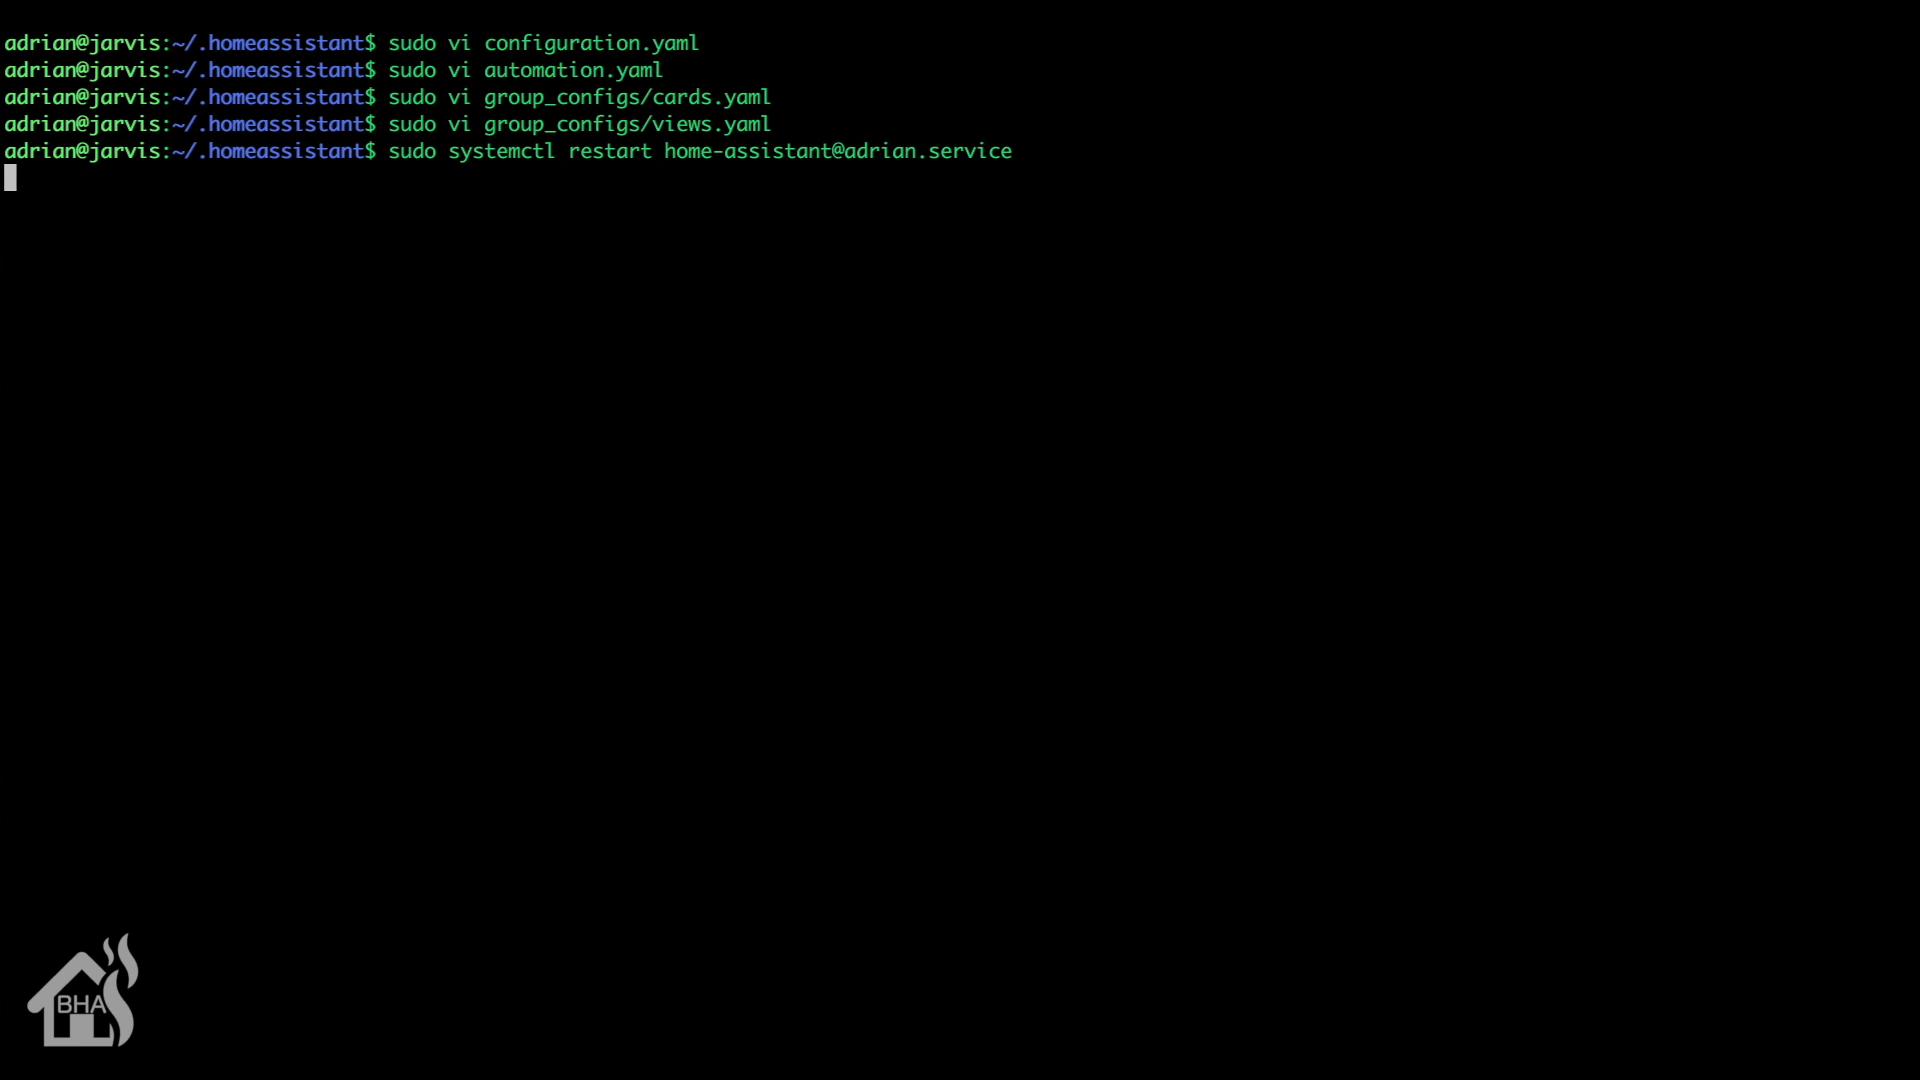 adrian@jarvis:~/.homeassistant$ sudo vi configuration.yaml
adrian@jarvis:~/.homeassistant$ sudo vi automation.yaml
adrian@jarvis:~/.homeassistant$ sudo vi group_configs/cards.yaml
adrian@jarvis:~/.homeassistant$ sudo vi group_configs/views.yaml
adrian@jarvis:~/.homeassistant$ sudo systemctl restart home-assistant@adrian.service
BHA